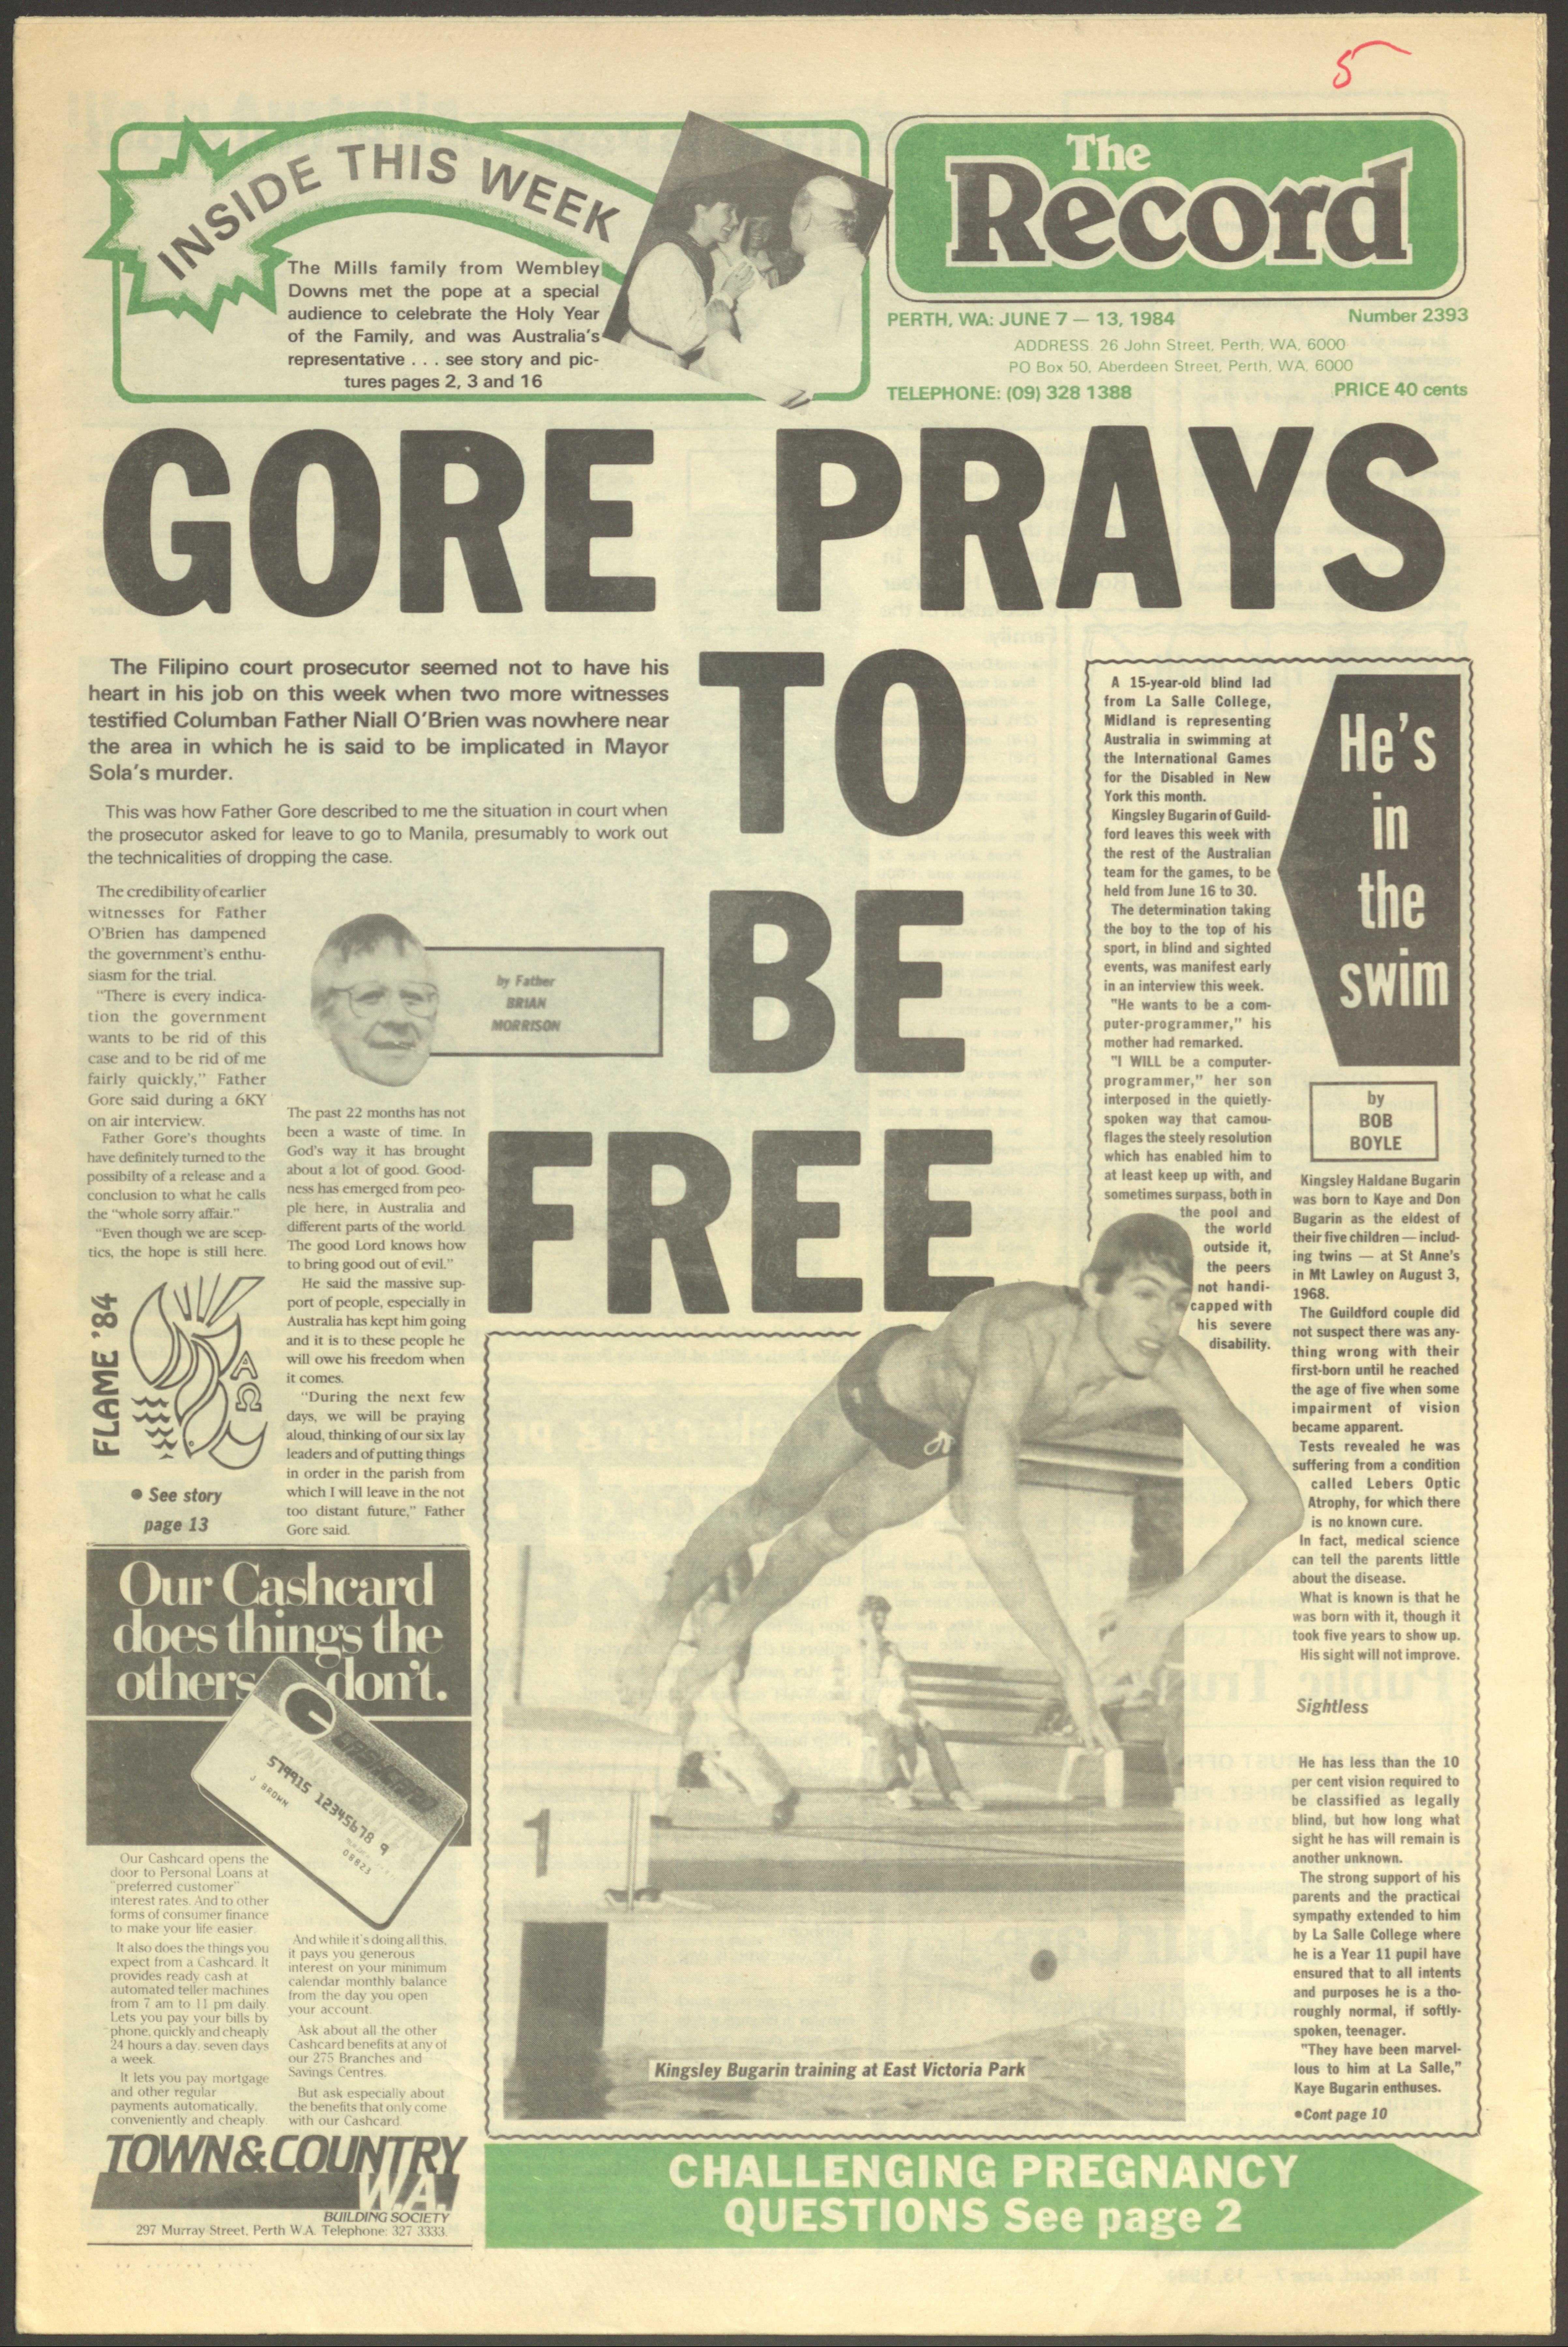 5
INSIDE THIS WEEK
The Mills family from Wembley
Downs met the pope at a special
audience to celebrate the Holy Year
of the Family, and was Australia's
representative . . . see story and pic-
tures pages 2, 3 and 16
The
Record
PERTH, WA: JUNE 7 — 13, 1984
Number 2393
ADDRESS 26 John Street, Perth, WA, 6000
PO Box 50, Aberdeen Street, Perth, WA, 6000
TELEPHONE: (09) 328 1388
PRICE 40 cents
GORE PRAYS
TO
BE
FREE
The Filipino court prosecutor seemed not to have his
heart in his job on this week when two more witnesses
testified Columban Father Niall O'Brien was nowhere near
the area in which he is said to be implicated in Mayor
Sola's murder.
This was how Father Gore described to me the situation in court when
the prosecutor asked for leave to go to Manila, presumably to work out
the technicalities of dropping the case.
The credibility of earlier
witnesses for Father
O'Brien has dampened
the government's enthu-
siasm for the trial.
"There is every indica-
tion the government
wants to be rid of this
case and to be rid of me
fairly quickly," Father
Gore said during a 6KY
on air interview.
Father Gore's thoughts
have definitely turned to the
possibilty of a release and a
conclusion to what he calls
the "whole sorry affair."
"Even though we are scep-
tics, the hope is still here.
by Father
BRIAN
MORRISON
The past 22 months has not
been a waste of time. In
God's way it has brought
about a lot of good. Good-
ness has emerged from peo-
ple here, in Australia and
different parts of the world.
The good Lord knows how
to bring good out of evil."
He said the massive sup-
port of people, especially in
Australia has kept him going
and it is to these people he
will owe his freedom when
it comes.
"During the next few
days, we will be praying
aloud, thinking of our six lay
leaders and of putting things
in order in the parish from
which I will leave in the not
too distant future," Father
Gore said.
FLAME '84
AΩ
● See story
page 13
Our Cashcard
does things the
others don't.
CASHCARD
TOWN & COUNTRY
579915 12345678 9
J BROWN
08823
Our Cashcard opens the
door to Personal Loans at
"preferred customer"
interest rates. And to other
forms of consumer finance
to make your life easier.
It also does the things you
expect from a Cashcard. It
provides ready cash at
automated teller machines
from 7 am to 11 pm daily.
Lets you pay your bills by
phone, quickly and cheaply
24 hours a day, seven days
a week.
It lets you pay mortgage
and other regular
payments automatically,
conveniently and cheaply.
And while it's doing all this,
it pays you generous
interest on your minimum
calendar monthly balance
from the day you open
your account.
Ask about all the other
Cashcard benefits at any of
our 275 Branches and
Savings Centres.
But ask especially about
the benefits that only come
with our Cashcard.
TOWN & COUNTRY
W.A.
BUILDING SOCIETY
297 Murray Street, Perth W.A. Telephone: 327 3333.
A 15-year-old blind lad
from La Salle College,
Midland is representing
Australia in swimming at
the International Games
for the Disabled in New
York this month.
Kingsley Bugarin of Guild-
ford leaves this week with
the rest of the Australian
team for the games, to be
held from June 16 to 30.
The determination taking
the boy to the top of his
sport, in blind and sighted
events, was manifest early
in an interview this week.
"He wants to be a com-
puter-programmer," his
mother had remarked.
"I WILL be a computer-
programmer," her son
interposed in the quietly-
spoken way that camou-
flages the steely resolution
which has enabled him to
at least keep up with, and
sometimes surpass, both in
the pool and
the world
outside it,
the peers
not handi-
capped with
his severe
disability.
He's
in
the
swim
by
BOB
BOYLE
Kingsley Haldane Bugarin
was born to Kaye and Don
Bugarin as the eldest of
their five children — includ-
ing twins — at St Anne's
in Mt Lawley on August 3,
1968.
The Guildford couple did
not suspect there was any-
thing wrong with their
first-born until he reached
the age of five when some
impairment of vision
became apparent.
Tests revealed he was
suffering from a condition
called Lebers Optic
Atrophy, for which there
is no known cure.
In fact, medical science
can tell the parents little
about the disease.
What is known is that he
was born with it, though it
took five years to show up.
His sight will not improve.
Sightless
He has less than the 10
per cent vision required to
be classified as legally
blind, but how long what
sight he has will remain is
another unknown.
The strong support of his
parents and the practical
sympathy extended to him
by La Salle College where
he is a Year 11 pupil have
ensured that to all intents
and purposes he is a tho-
roughly normal, if softly-
spoken, teenager.
"They have been marvel-
lous to him at La Salle,"
Kaye Bugarin enthuses.
●Cont page 10
1
Kingsley Bugarin training at East Victoria Park
CHALLENGING PREGNANCY
QUESTIONS See page 2